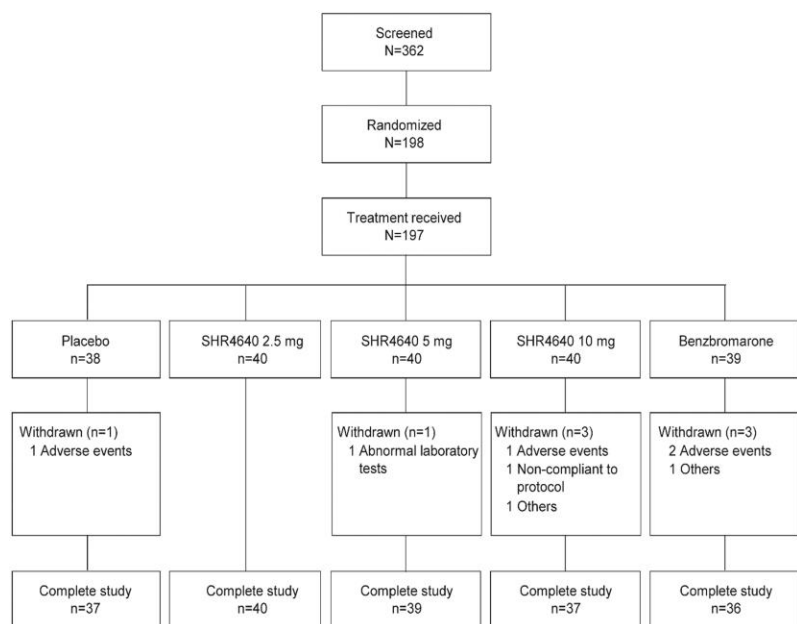 Screened
N=362
Randomized
N=198
Treatment received
N=197
Placebo
n=38
SHR4640 2.5 mg
n=40
SHR4640 5 mg
n=40
SHR4640 10 mg
n=40
Benzbromarone
n=39
Withdrawn (n=1)
1 Adverse events
Withdrawn (n=1)
1 Abnormal laboratory
tests
Withdrawn (n=3)
1 Adverse events
1 Non-compliant to
protocol
1 Others
Withdrawn (n=3)
2 Adverse events
1 Others
Complete study
n=37
Complete study
n=40
Complete study
n=39
Complete study
n=37
Complete study
n=36